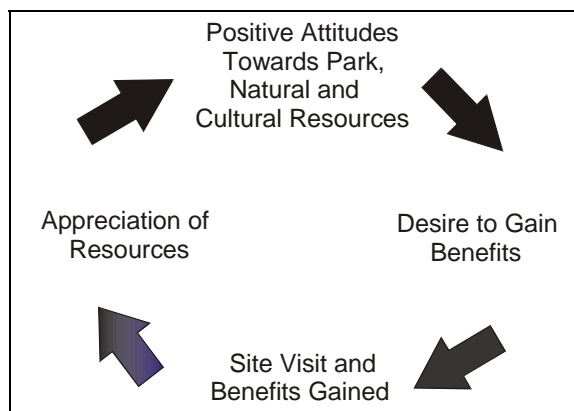 Positive Attitudes
Towards Park,
Natural and
Cultural Resources
Desire to Gain
Benefits
Site Visit and
Benefits Gained
Appreciation of
Resources